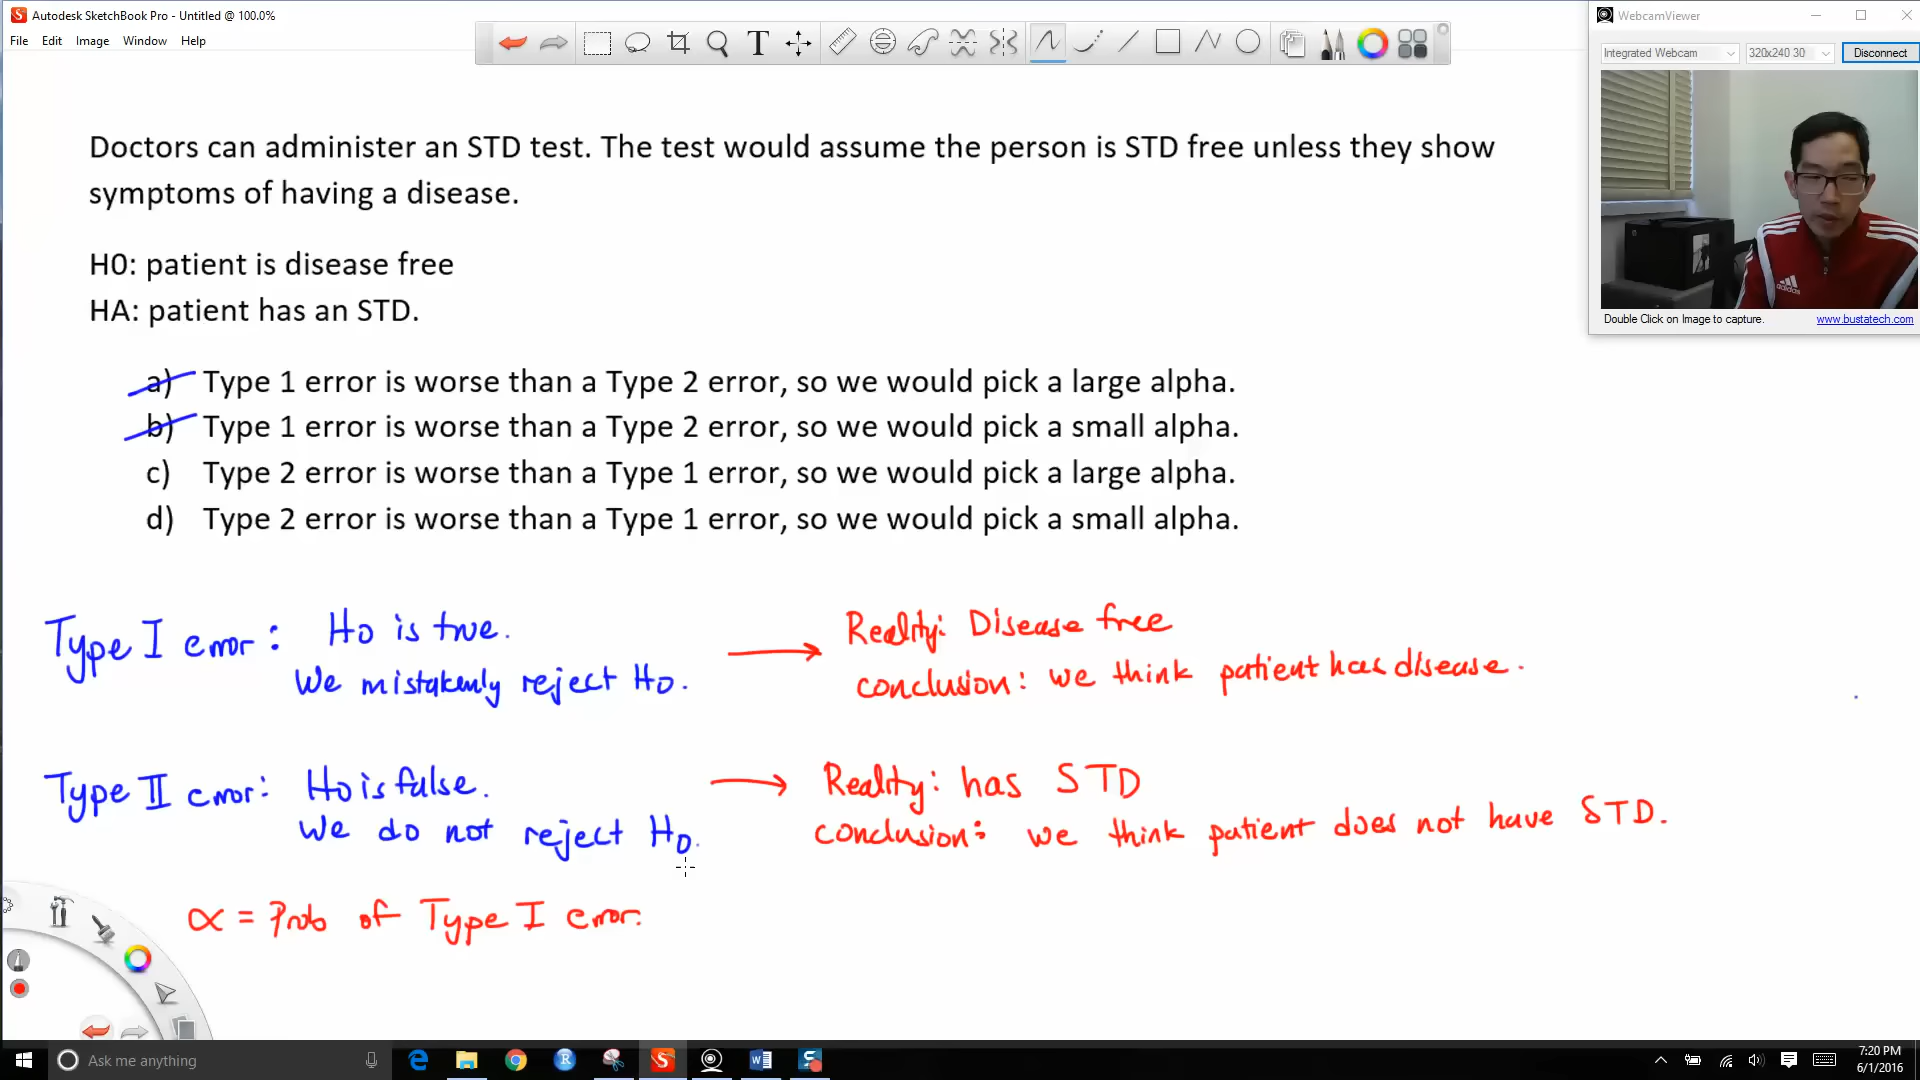 Autodesk SketchBook Pro - Untitled @ 100.0%
File Edit Image Window Help
WebcamViewer
Integrated Webcam 320x240 30 Disconnect
adidas
Double Click on Image to capture. www.bustatech.com
Doctors can administer an STD test. The test would assume the person is STD free unless they show
symptoms of having a disease.
H0: patient is disease free
HA: patient has an STD.
a) Type 1 error is worse than a Type 2 error, so we would pick a large alpha.
b) Type 1 error is worse than a Type 2 error, so we would pick a small alpha.
c) Type 2 error is worse than a Type 1 error, so we would pick a large alpha.
d) Type 2 error is worse than a Type 1 error, so we would pick a small alpha.
Type I error: Ho is true.
We mistakenly reject Ho.
Reality: Disease free
conclusion: we think patient has disease.
Type II error: Ho is false.
We do not reject Ho.
Reality: has STD
conclusion: we think patient does not have STD.
α = Prob of Type I error.
Ask me anything
7:20 PM
6/1/2016